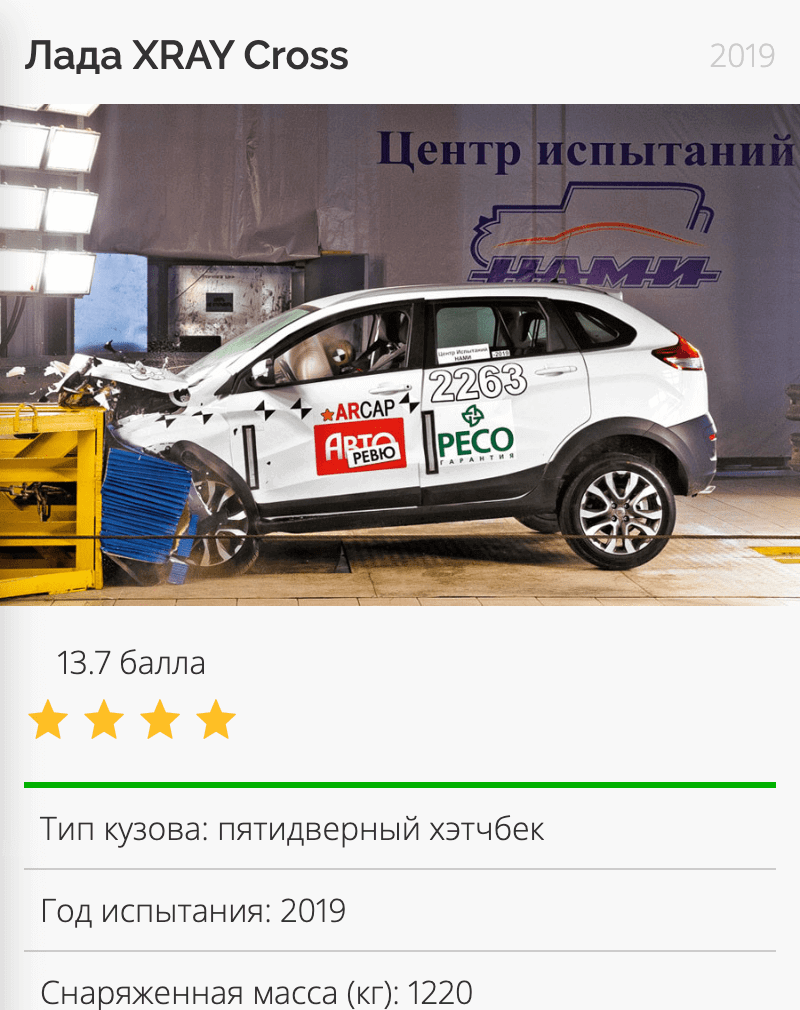 Лада XRAY Cross
2019
Центр испытаний
НАМИ
Центр Испытаний
НАМИ
2019
2263
ARCAP
АВТО
РЕВЮ
РЕСО
ГАРАНТИЯ
13.7 балла
Тип кузова: пятидверный хэтчбек
Год испытания: 2019
Снаряженная масса (кг): 1220